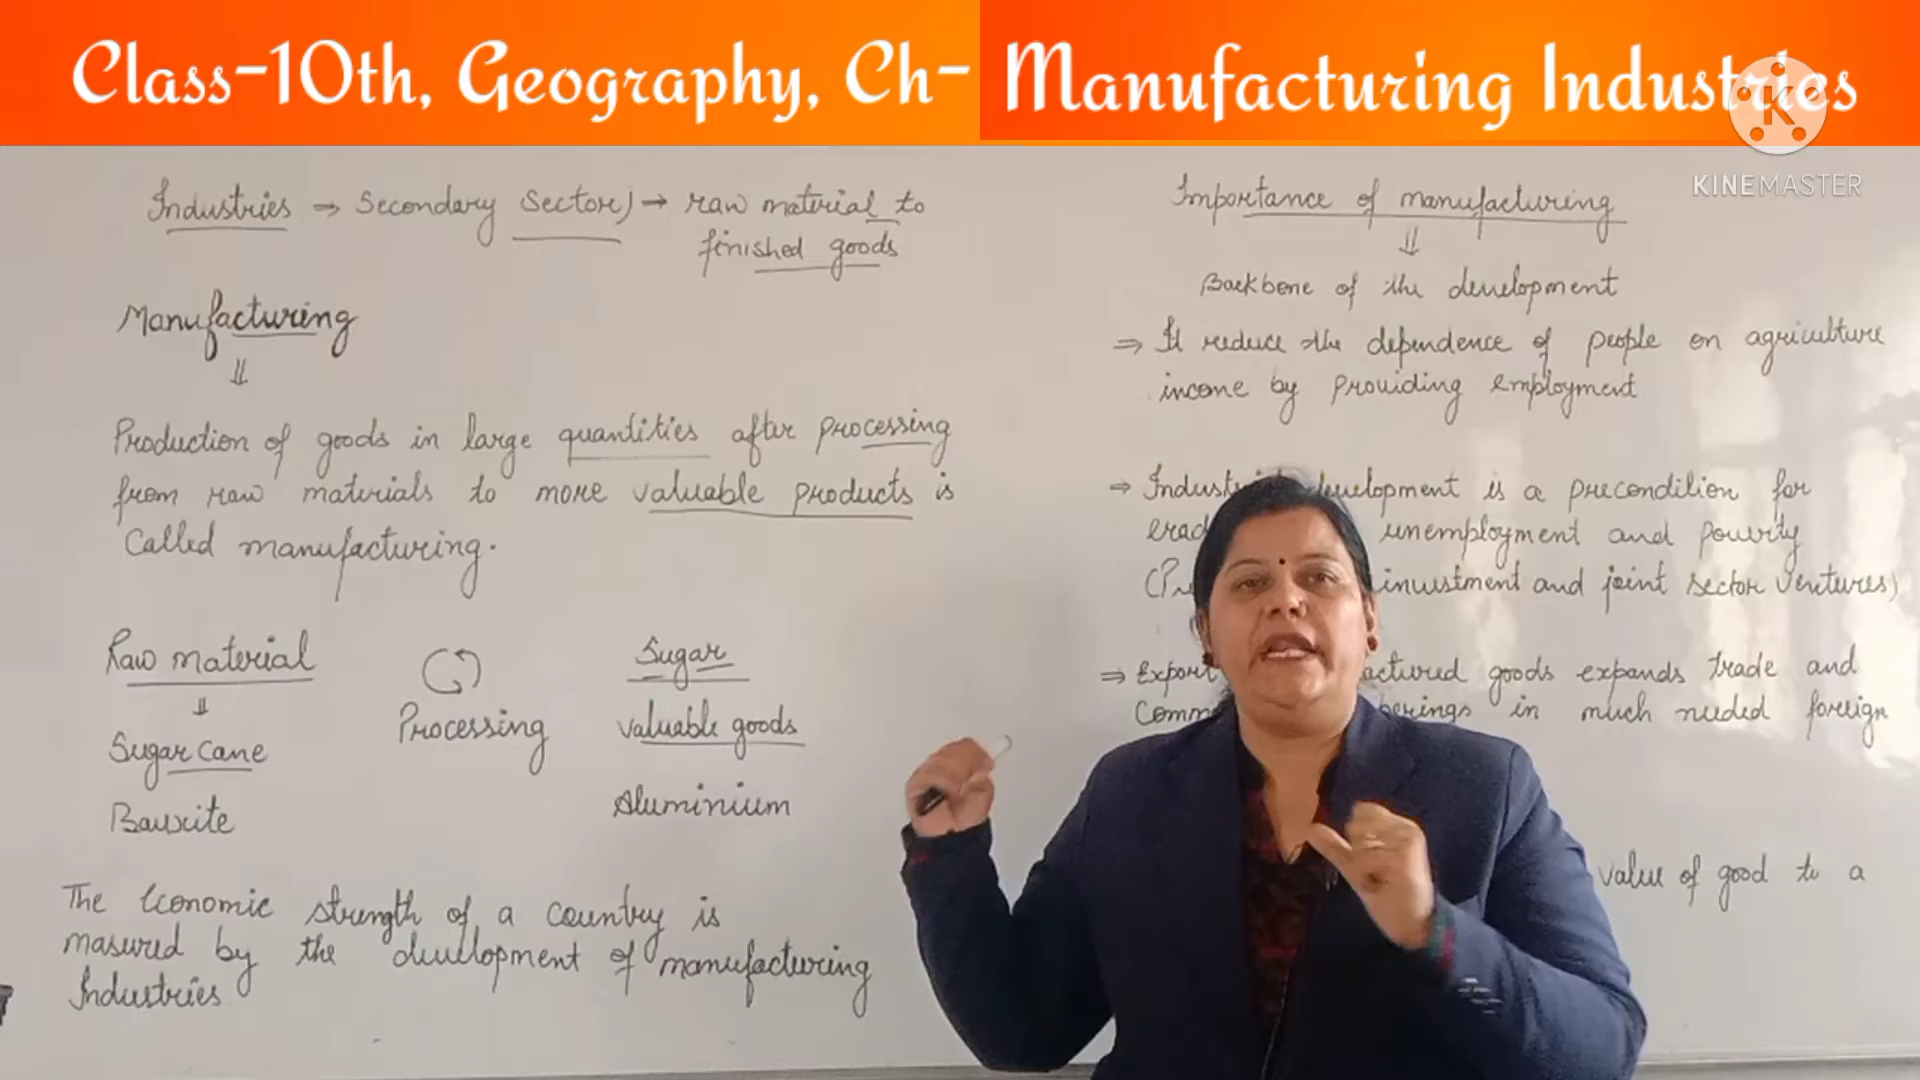 Class-10th, Geography, Ch- Manufacturing Industries
KINEMASTER
Industries ⇒ Secondary Sector) → raw material to
finished goods
Manufacturing
⇓
Production of goods in large quantities after processing
from raw materials to more valuable products is
Called manufacturing.
Raw material
⇓
Sugarcane
Bauxite
Processing
Sugar
valuable goods
Aluminium
The Economic strength of a country is
masured by the development of manufacturing
Industries
Importance of manufacturing
⇓
Backbone of the development
⇒ It reduce the dependence of people on agriculture
income by providing employment
⇒ development is a precondition for
unemployment and poverty
investment and joint sector ventures)
⇒ Export goods expands trade and
in much needed foreign
value of good to a